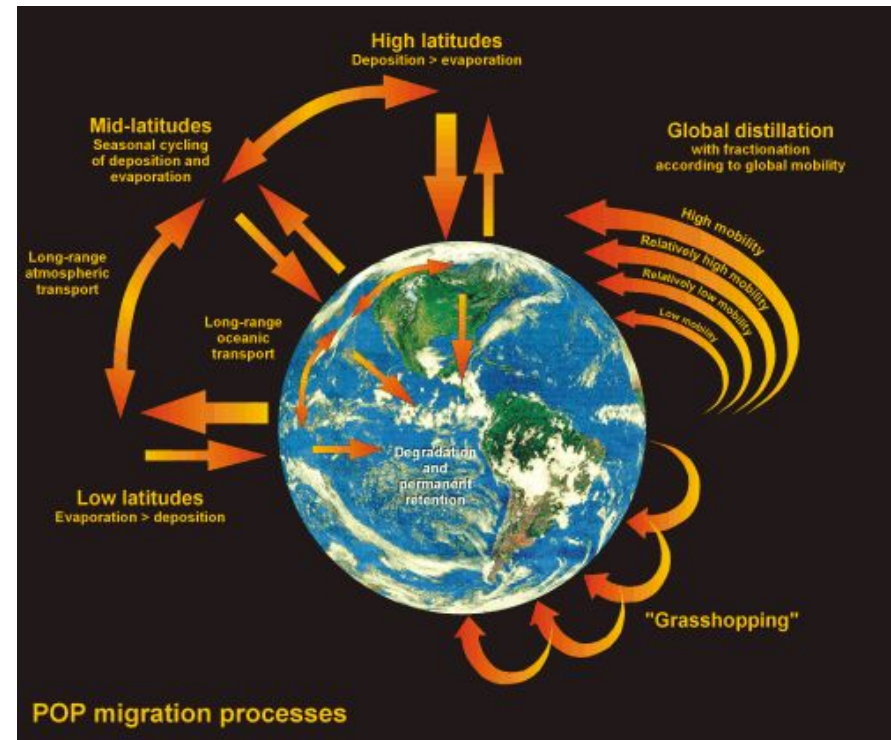 High latitudes
Deposition > evaporation
Mid-latitudes
Seasonal cycling
of deposition and
evaporation
Global distillation
with fractionation
according to global mobility
High mobility
Relatively high mobility
Relatively low mobility
Low mobility
Long-range
atmospheric
transport
Long-range
oceanic
transport
Degradation
and
permanent
retention
Low latitudes
Evaporation > deposition
"Grasshopping"
POP migration processes